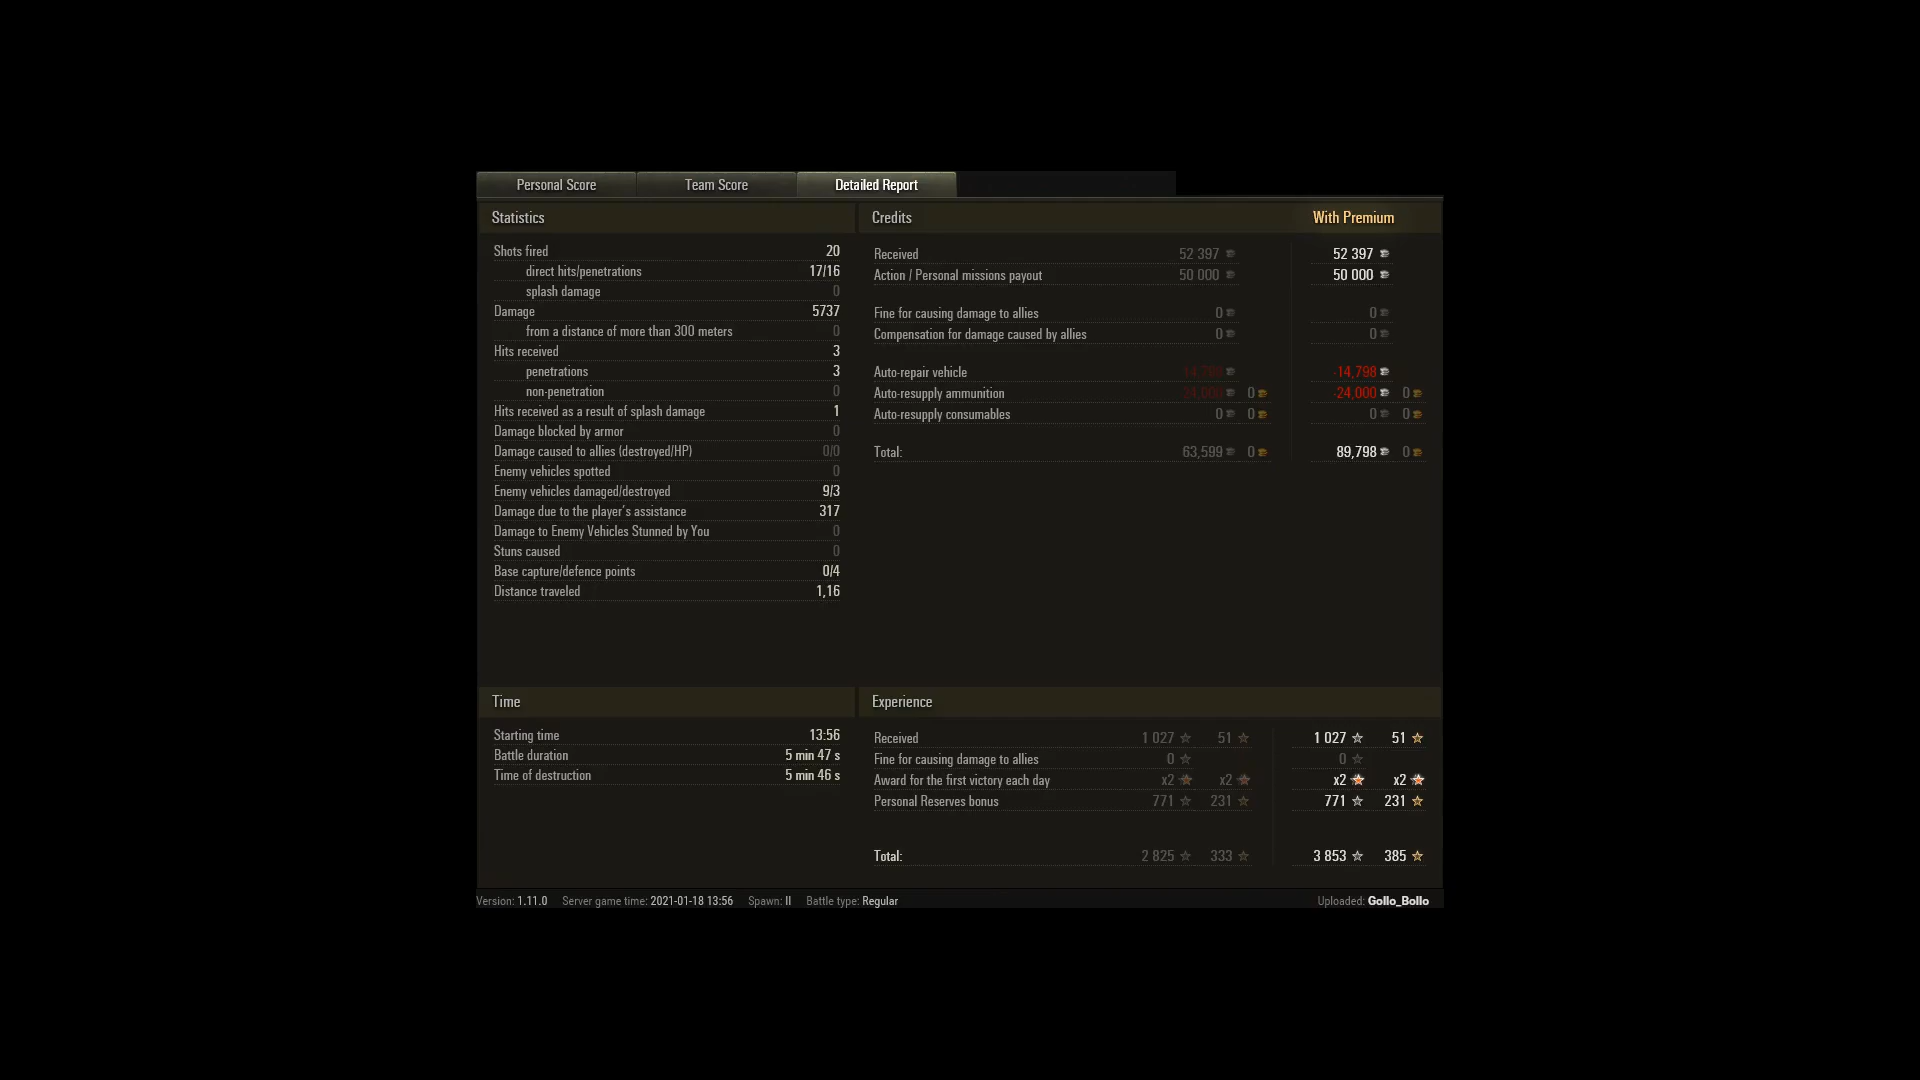 Personal Score Team Score Detailed Report
Statistics
Shots fired 20
direct hits/penetrations 17/16
splash damage 0
Damage 5737
from a distance of more than 300 meters 0
Hits received 3
penetrations 3
non-penetration 0
Hits received as a result of splash damage 1
Damage blocked by armor 0
Damage caused to allies (destroyed/HP) 0/0
Enemy vehicles spotted 0
Enemy vehicles damaged/destroyed 9/3
Damage due to the player's assistance 317
Damage to Enemy Vehicles Stunned by You 0
Stuns caused 0
Base capture/defence points 0/4
Distance traveled 1,16
Credits With Premium
Received 52 397 52 397
Action / Personal missions payout 50 000 50 000
Fine for causing damage to allies 0 0
Compensation for damage caused by allies 0 0
Auto-repair vehicle -14,798 -14,798
Auto-resupply ammunition -24,000 0 -24,000 0
Auto-resupply consumables 0 0 0 0
Total: 63,599 0 89,798 0
Time
Starting time 13:56
Battle duration 5 min 47 s
Time of destruction 5 min 46 s
Experience
Received 1 027 51 1 027 51
Fine for causing damage to allies 0 0
Award for the first victory each day x2 x2 x2 x2
Personal Reserves bonus 771 231 771 231
Total: 2 825 333 3 853 385
Version: 1.11.0 Server game time: 2021-01-18 13:56 Spawn: II Battle type: Regular Uploaded: Gollo_Bollo